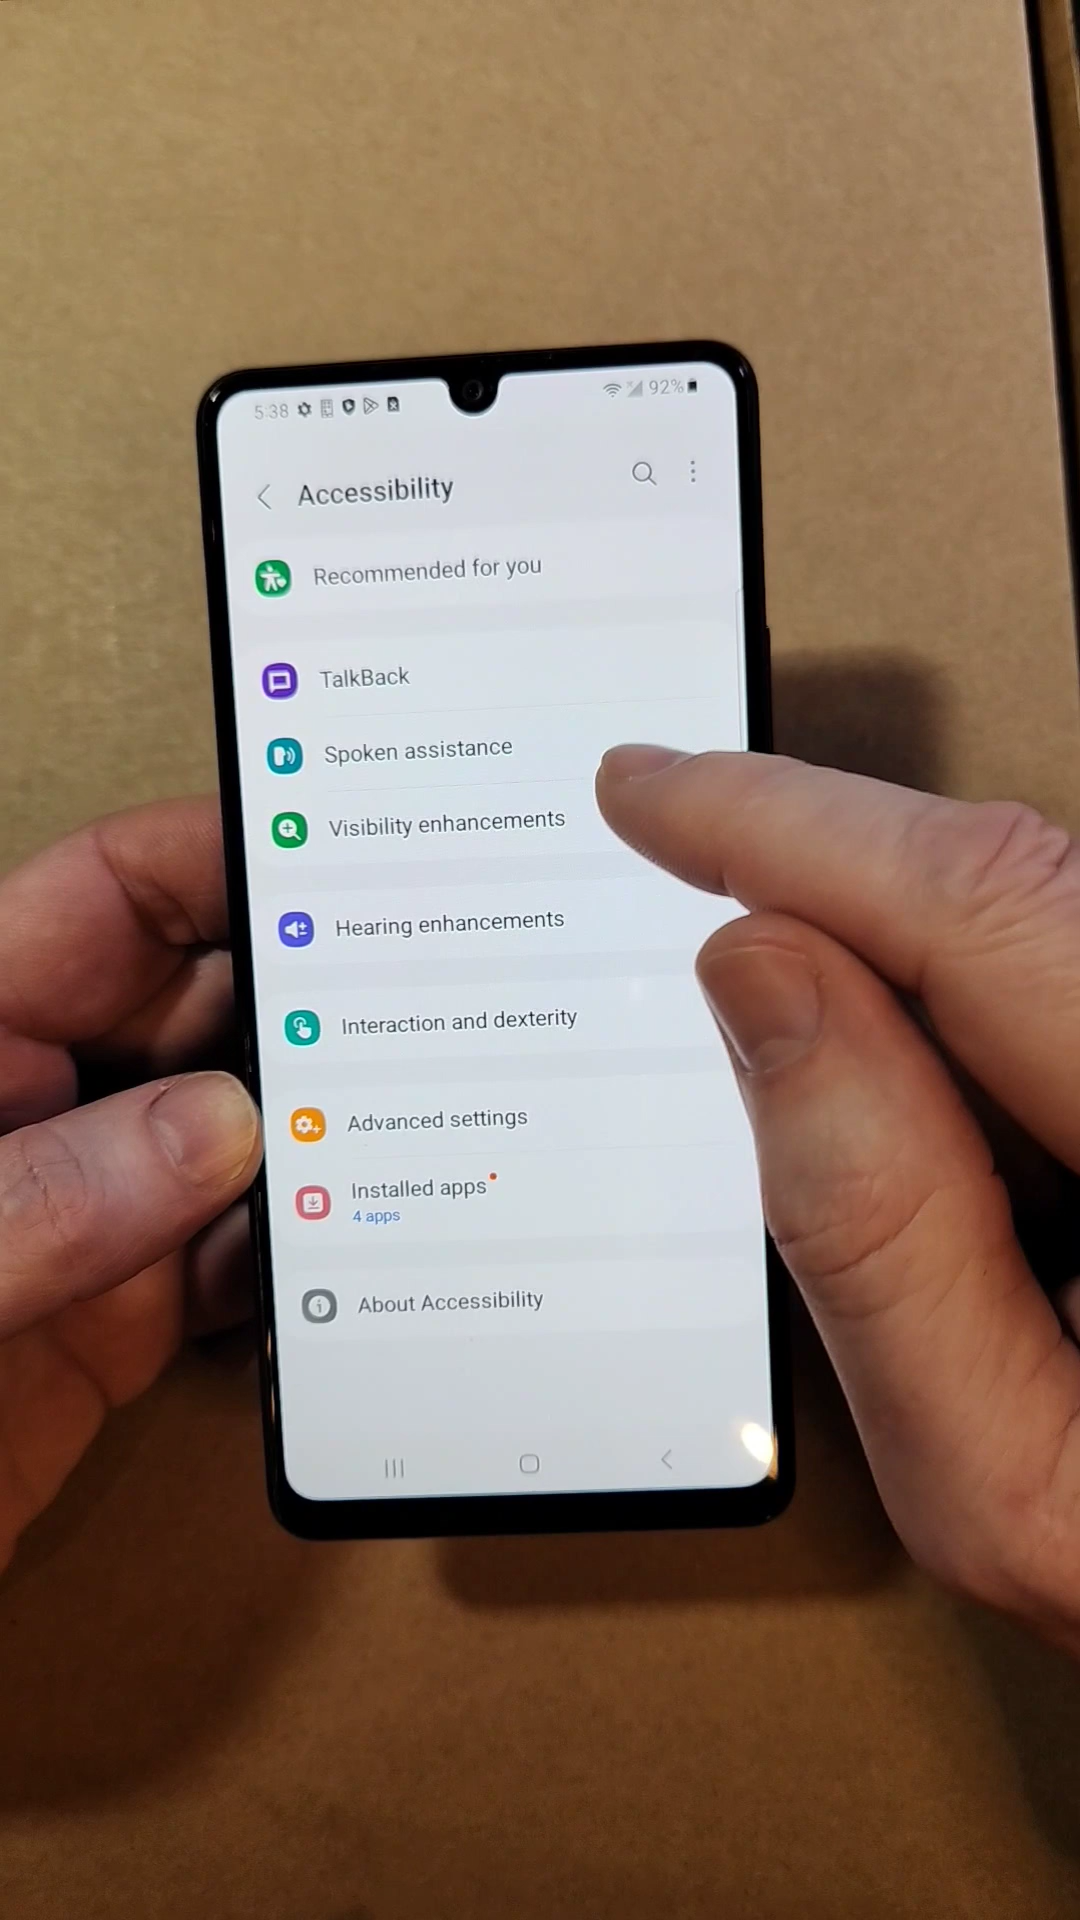 5:38
92%
Accessibility
Recommended for you
TalkBack
Spoken assistance
Visibility enhancements
Hearing enhancements
Interaction and dexterity
Advanced settings
Installed apps
4 apps
About Accessibility